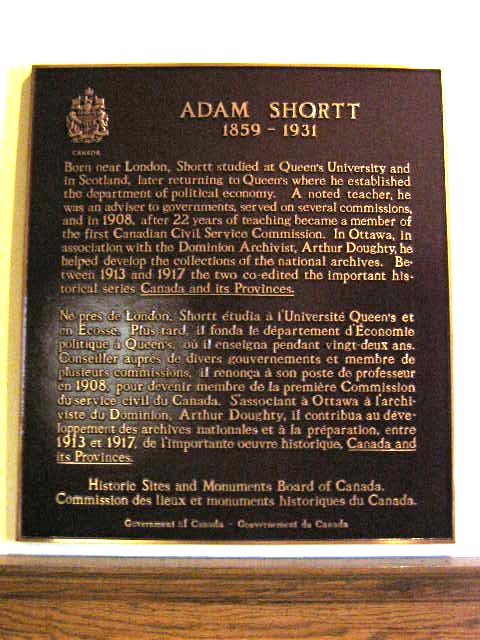 CANADA
ADAM SHORTT
1859 - 1931
Born near London, Shortt studied at Queen's University and
in Scotland, later returning to Queen's where he established
the department of political economy. A noted teacher, he
was an adviser to governments, served on several commissions,
and in 1908, after 22 years of teaching became a member of
the first Canadian Civil Service Commission. In Ottawa, in
association with the Dominion Archivist, Arthur Doughty, he
helped develop the collections of the national archives. Be-
tween 1913 and 1917 the two co-edited the important his-
torical series Canada and its Provinces.
Né près de London, Shortt étudia à l'Université Queen's et
en Écosse. Plus tard, il fonda le département d'Économie
politique à Queen's, où il enseigna pendant vingt-deux ans.
Conseiller auprès de divers gouvernements et membre de
plusieurs commissions, il renonça à son poste de professeur
en 1908, pour devenir membre de la première Commission
du service civil du Canada. S'associant à Ottawa à l'archi-
viste du Dominion, Arthur Doughty, il contribua au déve-
loppement des archives nationales et à la préparation, entre
1913 et 1917, de l'importante oeuvre historique, Canada and
its Provinces.
Historic Sites and Monuments Board of Canada.
Commission des lieux et monuments historiques du Canada.
Government of Canada - Gouvernement du Canada